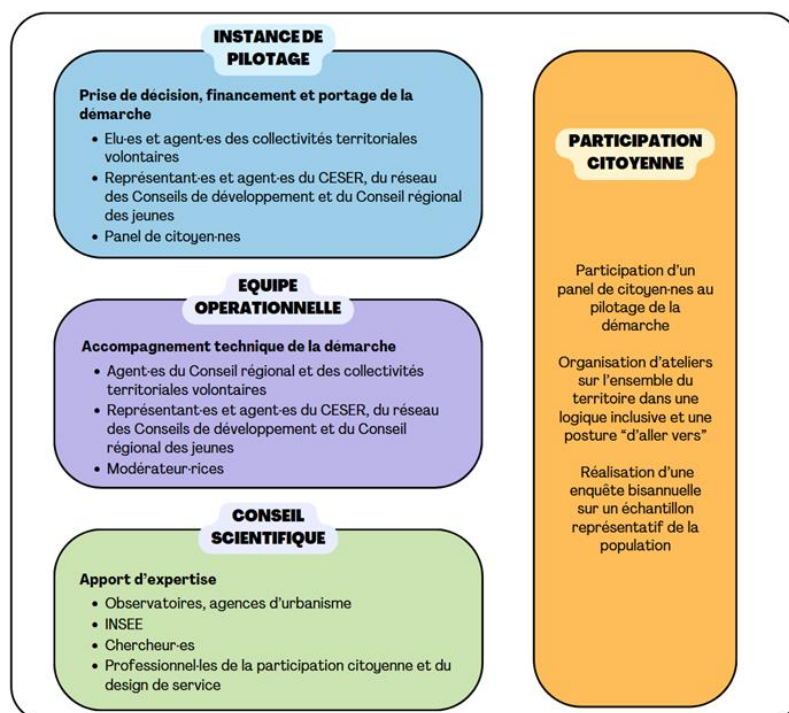 INSTANCE DE
PILOTAGE
Prise de décision, financement et portage de la
démarche
• Elu·es et agent·es des collectivités territoriales
volontaires
• Représentant·es et agent·es du CESER, du réseau
des Conseils de développement et du Conseil régional
des jeunes
• Panel de citoyen·nes
EQUIPE
OPERATIONNELLE
Accompagnement technique de la démarche
• Agent·es du Conseil régional et des collectivités
territoriales volontaires
• Représentant·es et agent·es du CESER, du réseau
des Conseils de développement et du Conseil
régional des jeunes
• Modérateur·rices
CONSEIL
SCIENTIFIQUE
Apport d'expertise
• Observatoires, agences d'urbanisme
• INSEE
• Chercheur·es
• Professionnel·les de la participation citoyenne et du
design de service
PARTICIPATION
CITOYENNE
Participation d'un
panel de citoyen·nes au
pilotage de la
démarche
Organisation d'ateliers
sur l'ensemble du
territoire dans une
logique inclusive et une
posture "d'aller vers"
Réalisation d'une
enquête bisannuelle
sur un échantillon
représentatif de la
population